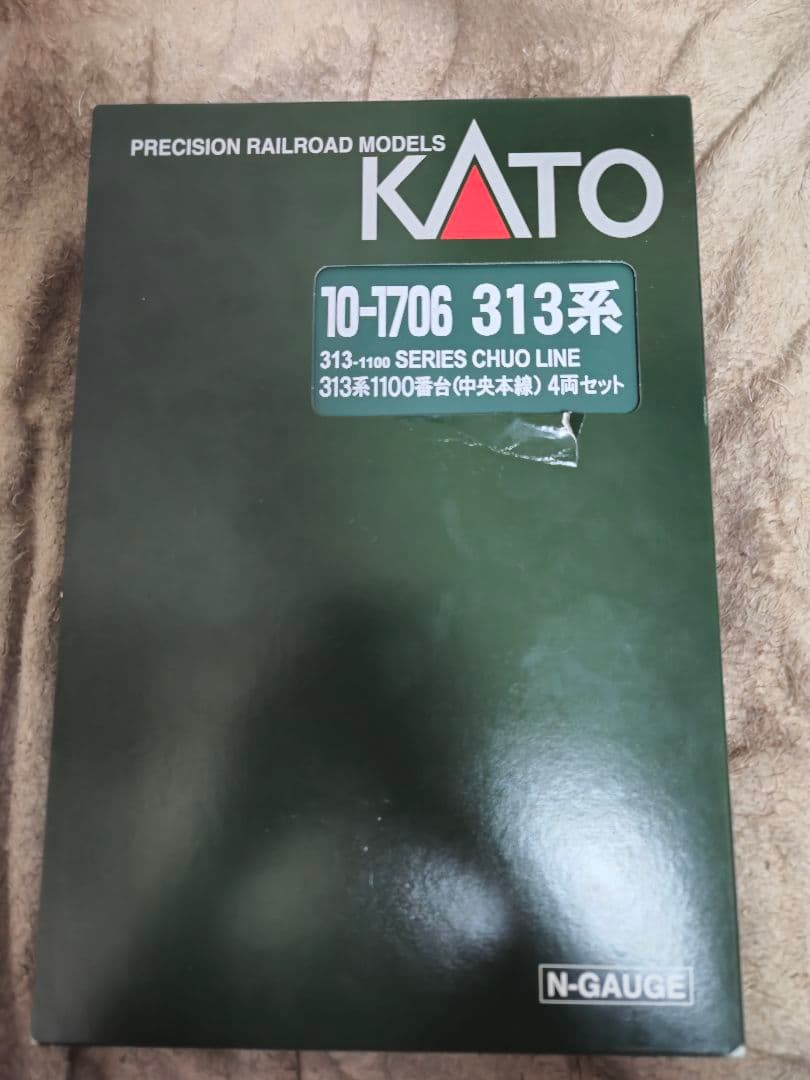 PRECISION RAILROAD MODELS
KATO
10-1706 313系
313-1100 SERIES CHUO LINE
313系1100番台(中央本線) 4両セット
N-GAUGE